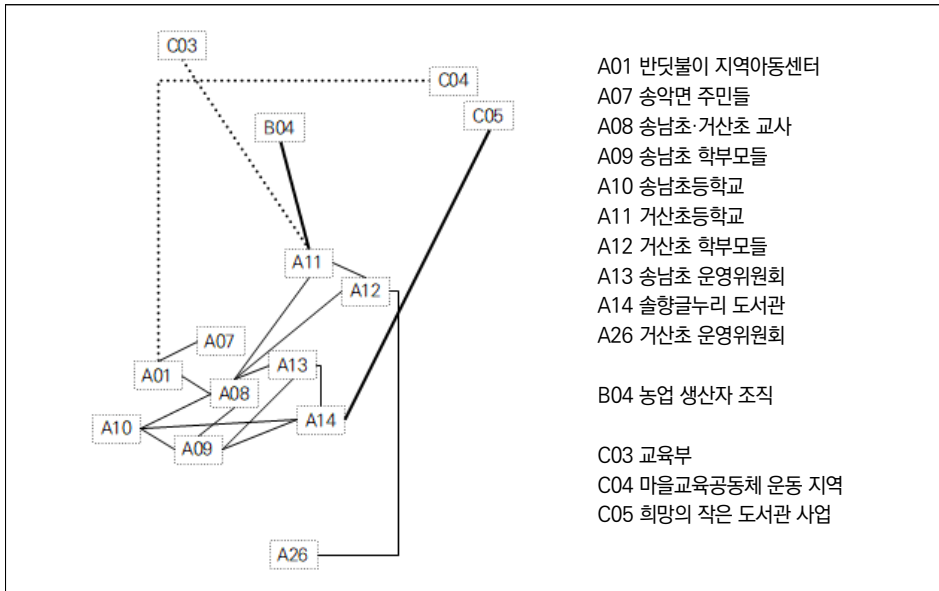 C03
C04
C05
B04
A11
A12
A07
A13
A01
A08
A14
A10
A09
A26
A01 반딧불이 지역아동센터
A07 송악면 주민들
A08 송남초·거산초 교사
A09 송남초 학부모들
A10 송남초등학교
A11 거산초등학교
A12 거산초 학부모들
A13 송남초 운영위원회
A14 솔향글누리 도서관
A26 거산초 운영위원회
B04 농업 생산자 조직
C03 교육부
C04 마을교육공동체 운동 지역
C05 희망의 작은 도서관 사업